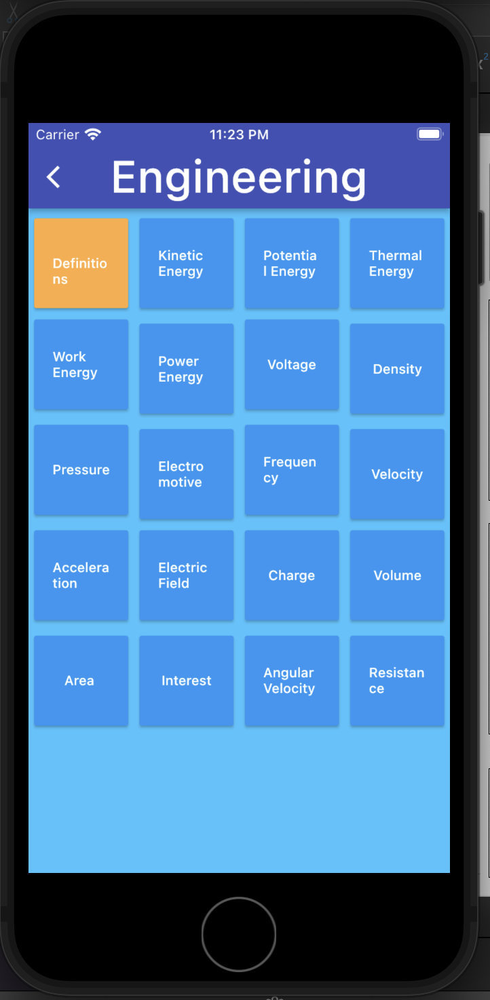 Carrier 11:23 PM
Engineering
Definitio
ns
Kinetic
Energy
Potentia
l Energy
Thermal
Energy
Work
Energy
Power
Energy
Voltage
Density
Pressure
Electro
motive
Frequen
cy
Velocity
Accelera
tion
Electric
Field
Charge
Volume
Area
Interest
Angular
Velocity
Resistan
ce